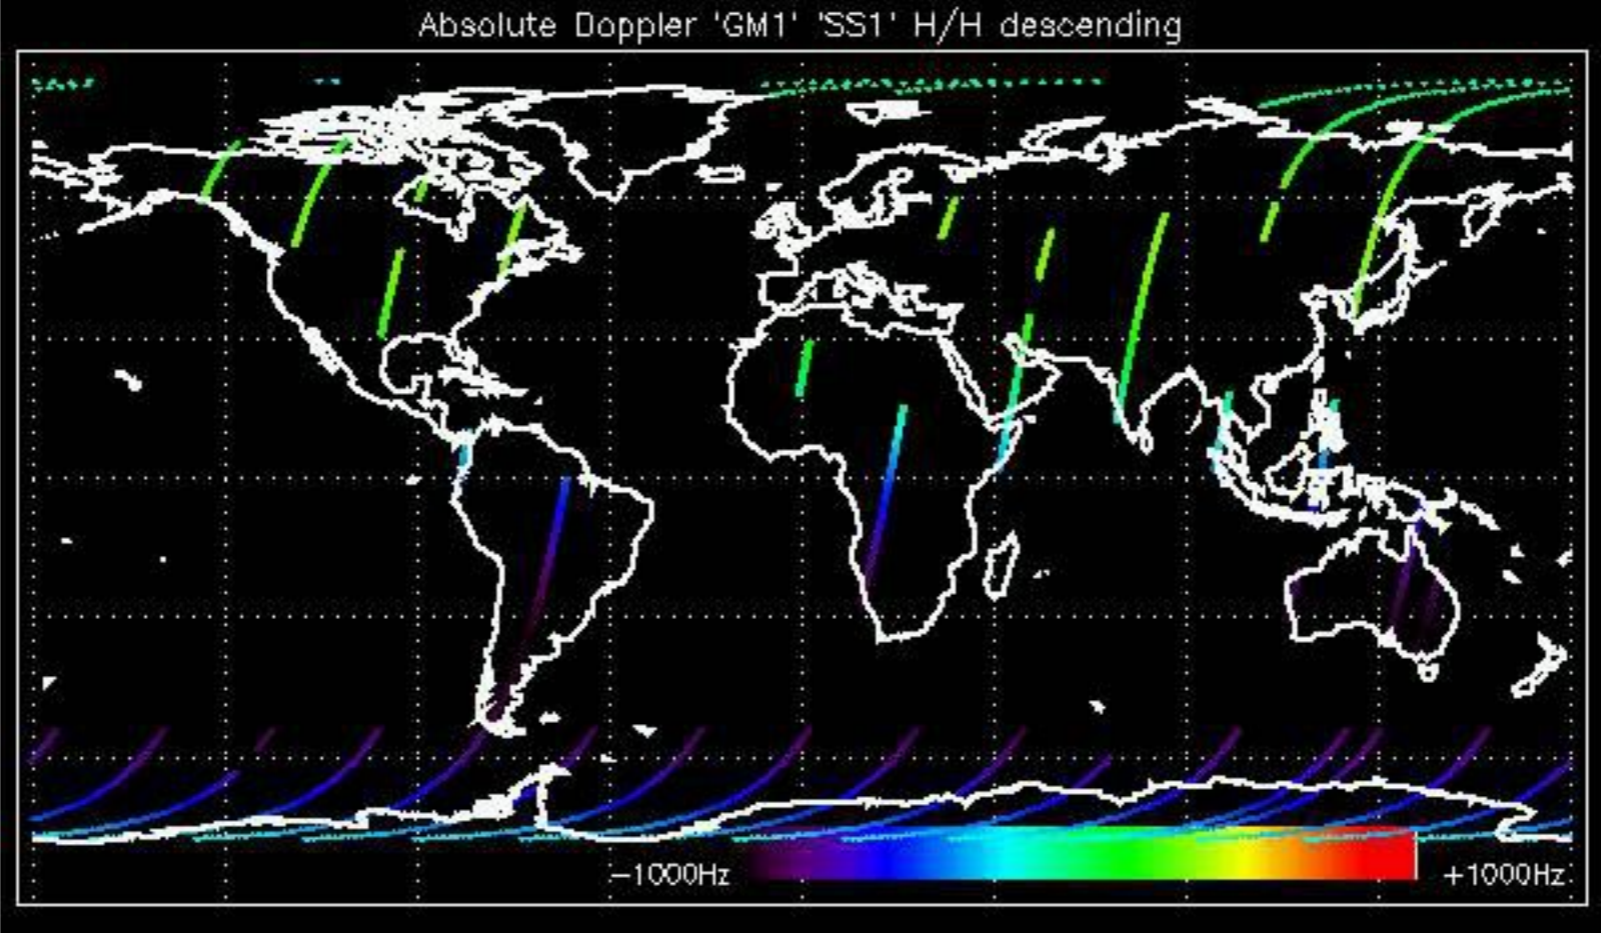 Absolute Doppler 'GM1' 'SS1' H/H descending
−1000Hz +1000Hz